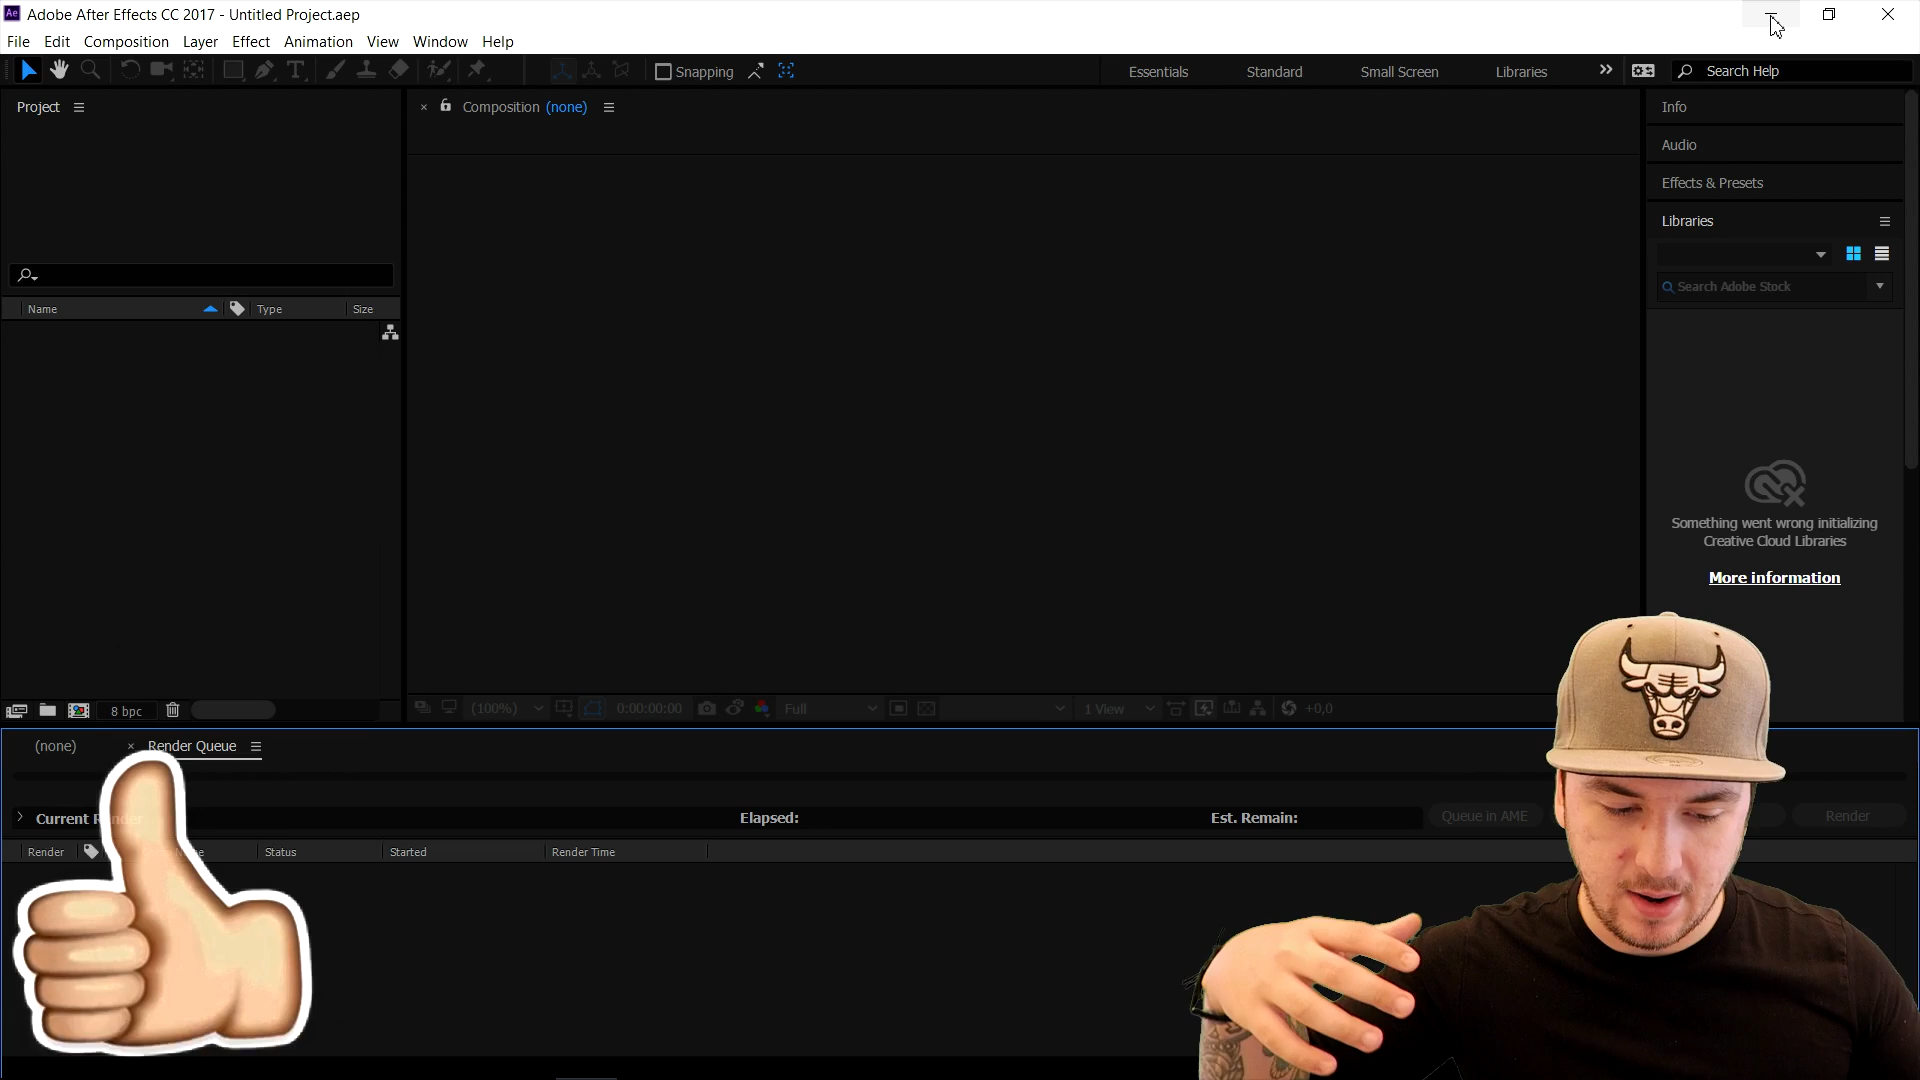 Adobe After Effects CC 2017 - Untitled Project.aep
File Edit Composition Layer Effect Animation View Window Help
Snapping
Essentials Standard Small Screen Libraries
Search Help
Project
Composition (none)
Info
Audio
Effects & Presets
Libraries
Search Adobe Stock
Name Type Size
Something went wrong initializing
Creative Cloud Libraries
More information
8 bpc
(100%) 0:00:00:00 Full 1 View +0,0
(none) Render Queue
Current Render Elapsed: Est. Remain: Queue in AME Render
Render Status Started Render Time